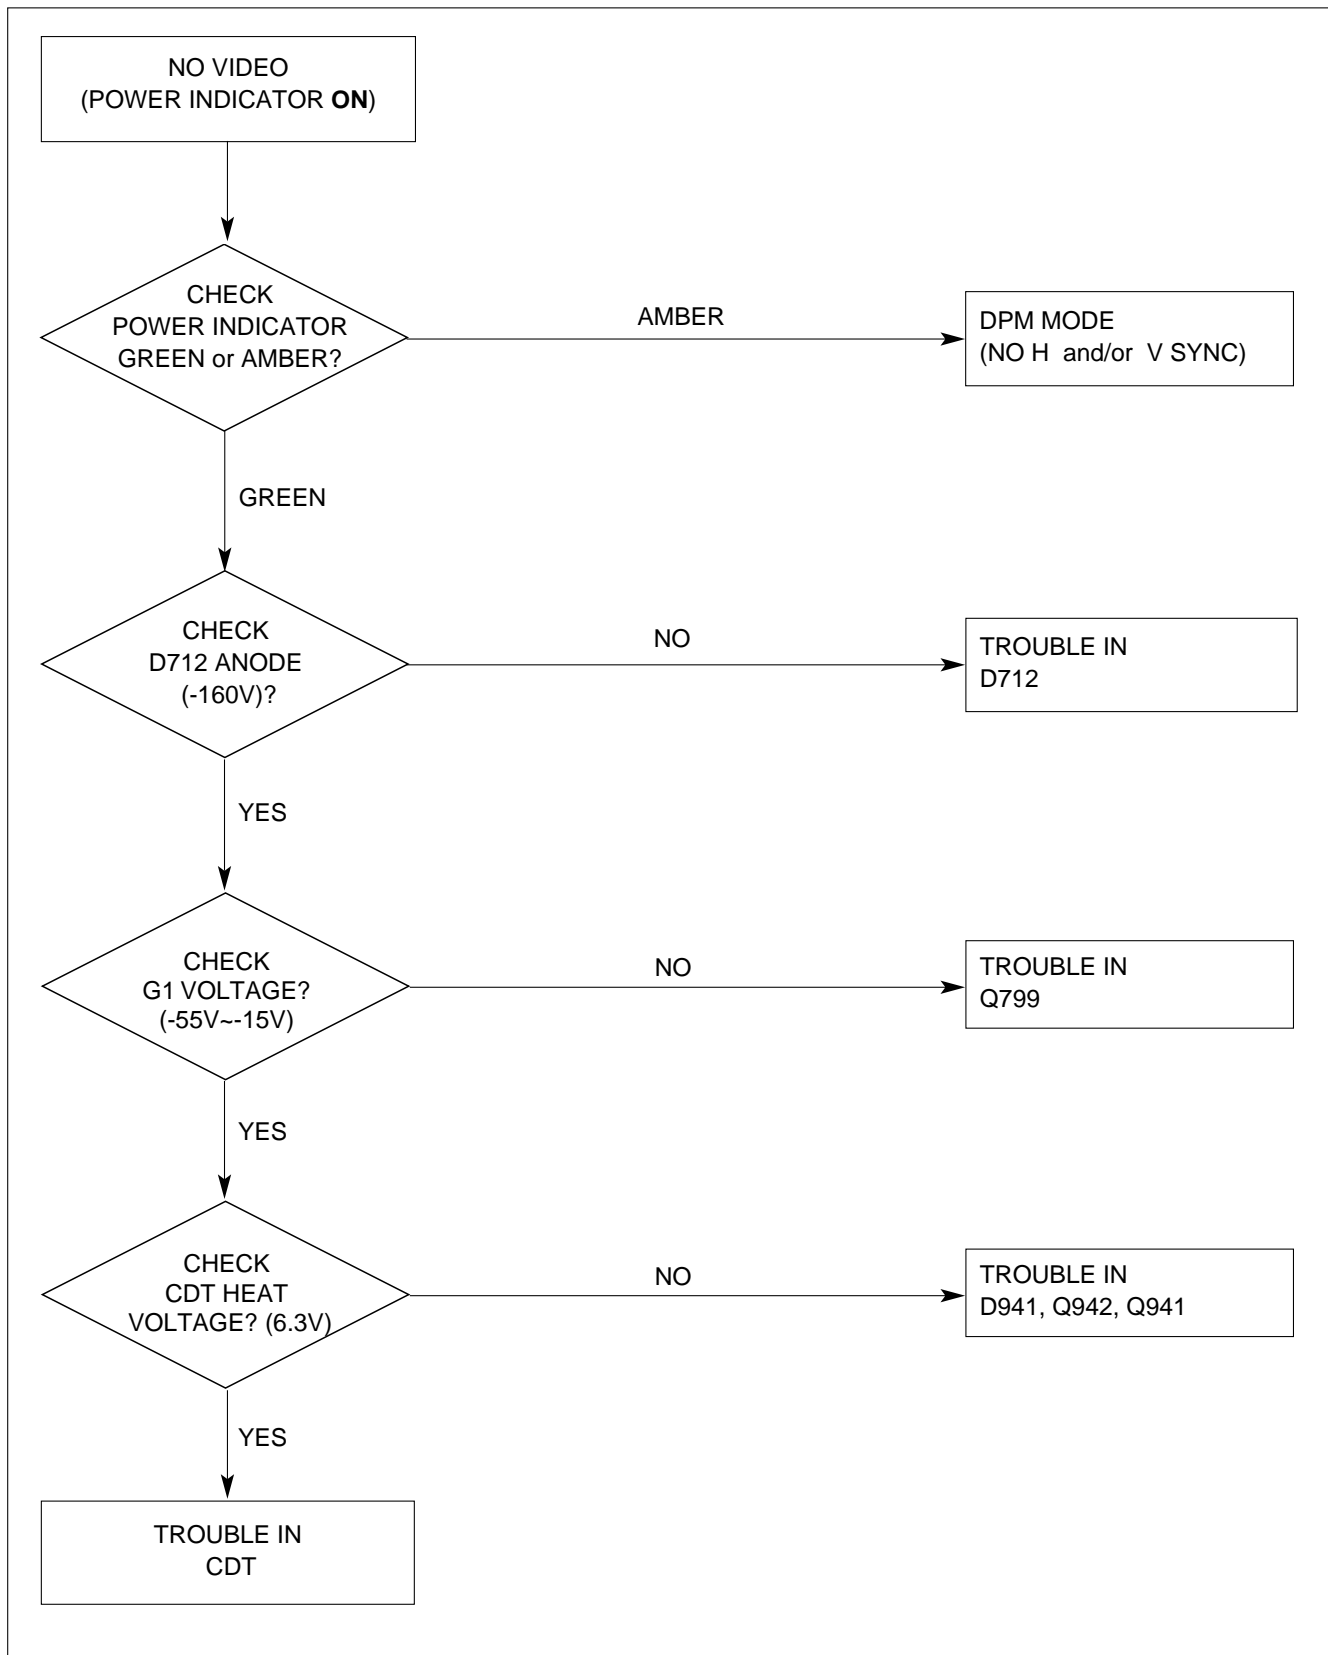 NO VIDEO
(POWER INDICATOR ON)
CHECK
POWER INDICATOR
GREEN or AMBER?
AMBER
DPM MODE
(NO H and/or V SYNC)
GREEN
CHECK
D712 ANODE
(-160V)?
NO
TROUBLE IN
D712
YES
CHECK
G1 VOLTAGE?
(-55V~-15V)
NO
TROUBLE IN
Q799
YES
CHECK
CDT HEAT
VOLTAGE? (6.3V)
NO
TROUBLE IN
D941, Q942, Q941
YES
TROUBLE IN
CDT